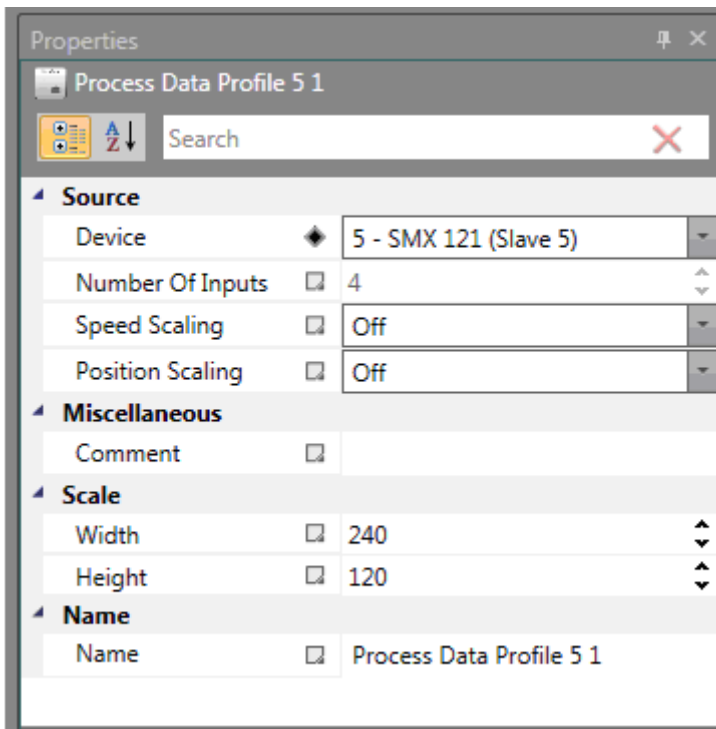 Properties
Process Data Profile 5 1
Search
Source
Device 5 - SMX 121 (Slave 5)
Number Of Inputs 4
Speed Scaling Off
Position Scaling Off
Miscellaneous
Comment
Scale
Width 240
Height 120
Name
Name Process Data Profile 5 1